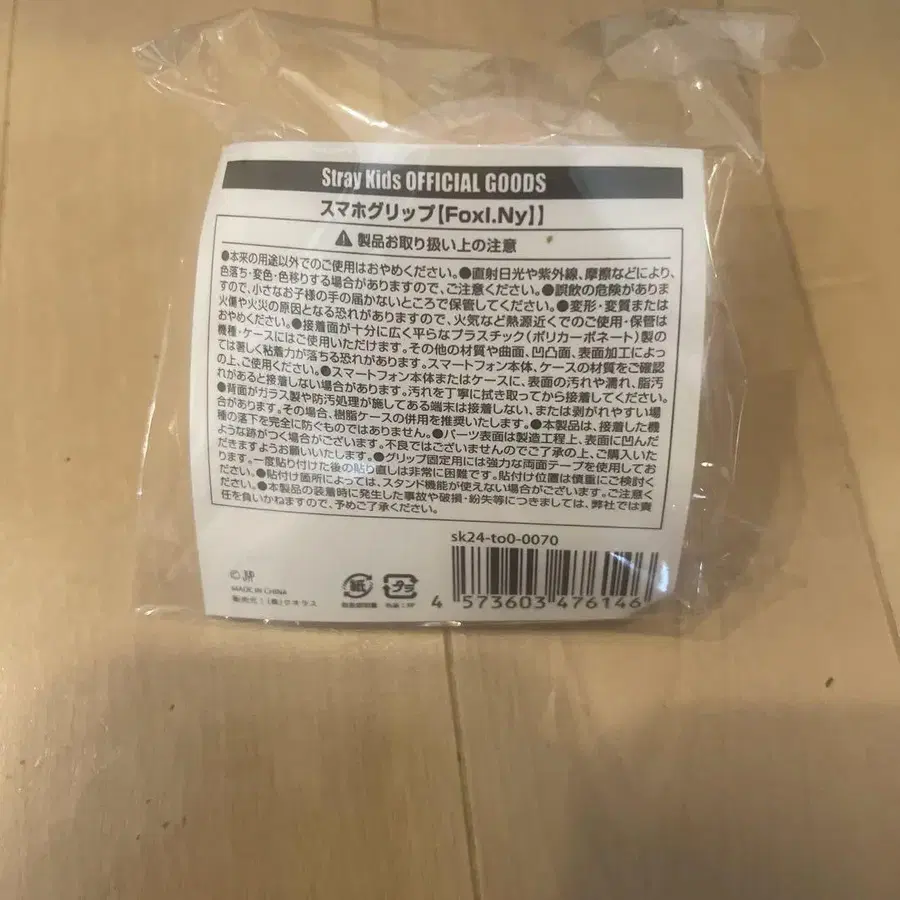 Stray Kids OFFICIAL GOODS
スマホグリップ【FoxI.Ny】】
製品お取り扱い上の注意
●本来の用途以外でのご使用はおやめください。●直射日光や紫外線、摩擦などにより、
色落ち・変色・色移りする場合がありますので、ご注意ください。●誤飲の危険がありま
すので、小さなお子様の手の届かないところで保管してください。●変形・変質または
火傷や火災の原因となる恐れがありますので、火気など熱源近くでのご使用・保管は
おやめください。●接着面が十分に広く平らなプラスチック(ポリカーボネート)製の
機種・ケースにはご使用いただけます。その他の材質や曲面、凹凸面、表面加工によっ
ては著しく粘着力が落ちる恐れがあります。スマートフォン本体、ケースの材質をご確認
の上、ご使用ください。●スマートフォン本体またはケースに、表面の汚れや濡れ、脂汚
れがあると接着しない場合があります。汚れを丁寧に拭き取ってから接着してください。
●背面がガラス製や防汚処理が施してある端末は接着しない、または剥がれやすい場
合があります。その場合、樹脂ケースの併用を推奨いたします。●本製品は、接着した機
種の落下を完全に防ぐものではありません。●パーツ表面は製造工程上、表面に凹んだ
ような跡がつく場合がございます。不良ではございませんのでご了承の上、ご購入いた
だきますようお願いいたします。●グリップ固定用には強力な両面テープを使用してお
ります。一度貼り付けた後の貼り直しは非常に困難です。貼付け位置は慎重にご検討く
ださい。●貼付け箇所によっては、スタンド機能が使えない場合がございます。ご注意く
ださい。●本製品の装着時に発生した事故や破損・紛失等につきましては、弊社では責
任を負いかねますので、予めご了承ください。
sk24-to0-0070
©JYP
MADE IN CHINA
紙
プラ
4 573603 476146